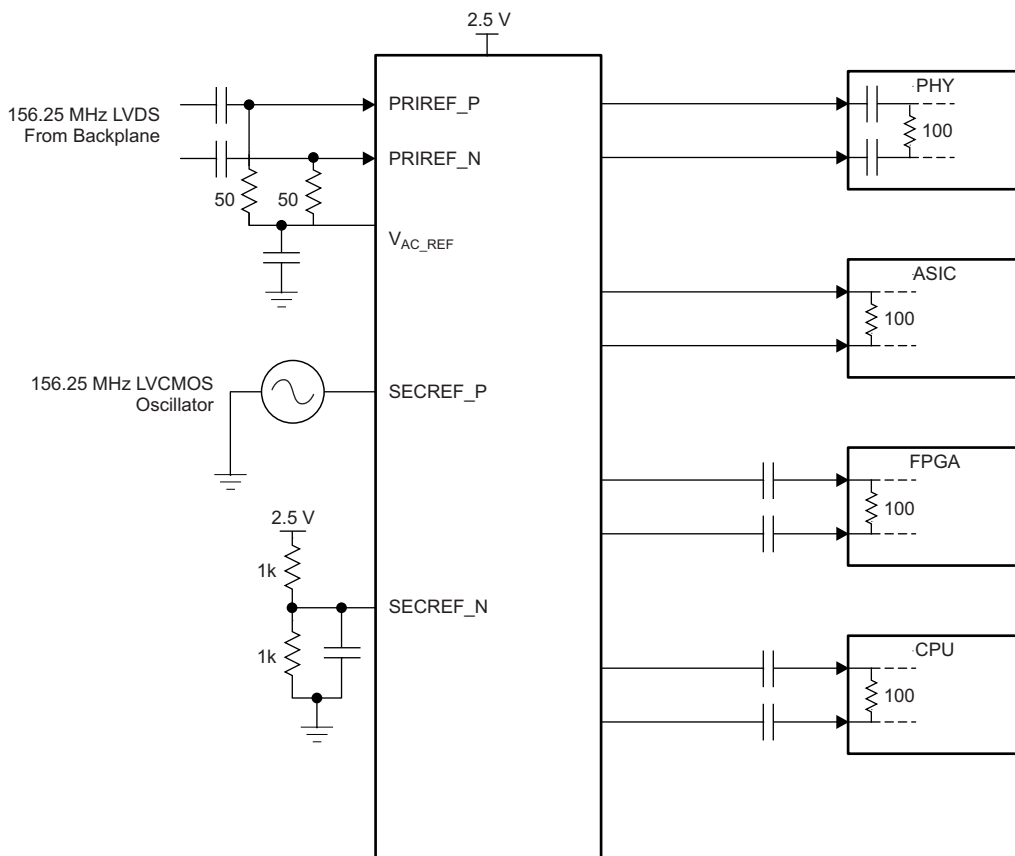 2.5 V
156.25 MHz LVDS
From Backplane
PRIREF_P
PRIREF_N
50
50
VAC_REF
156.25 MHz LVCMOS
Oscillator
SECREF_P
2.5 V
1k
SECREF_N
1k
PHY
100
ASIC
100
FPGA
100
CPU
100